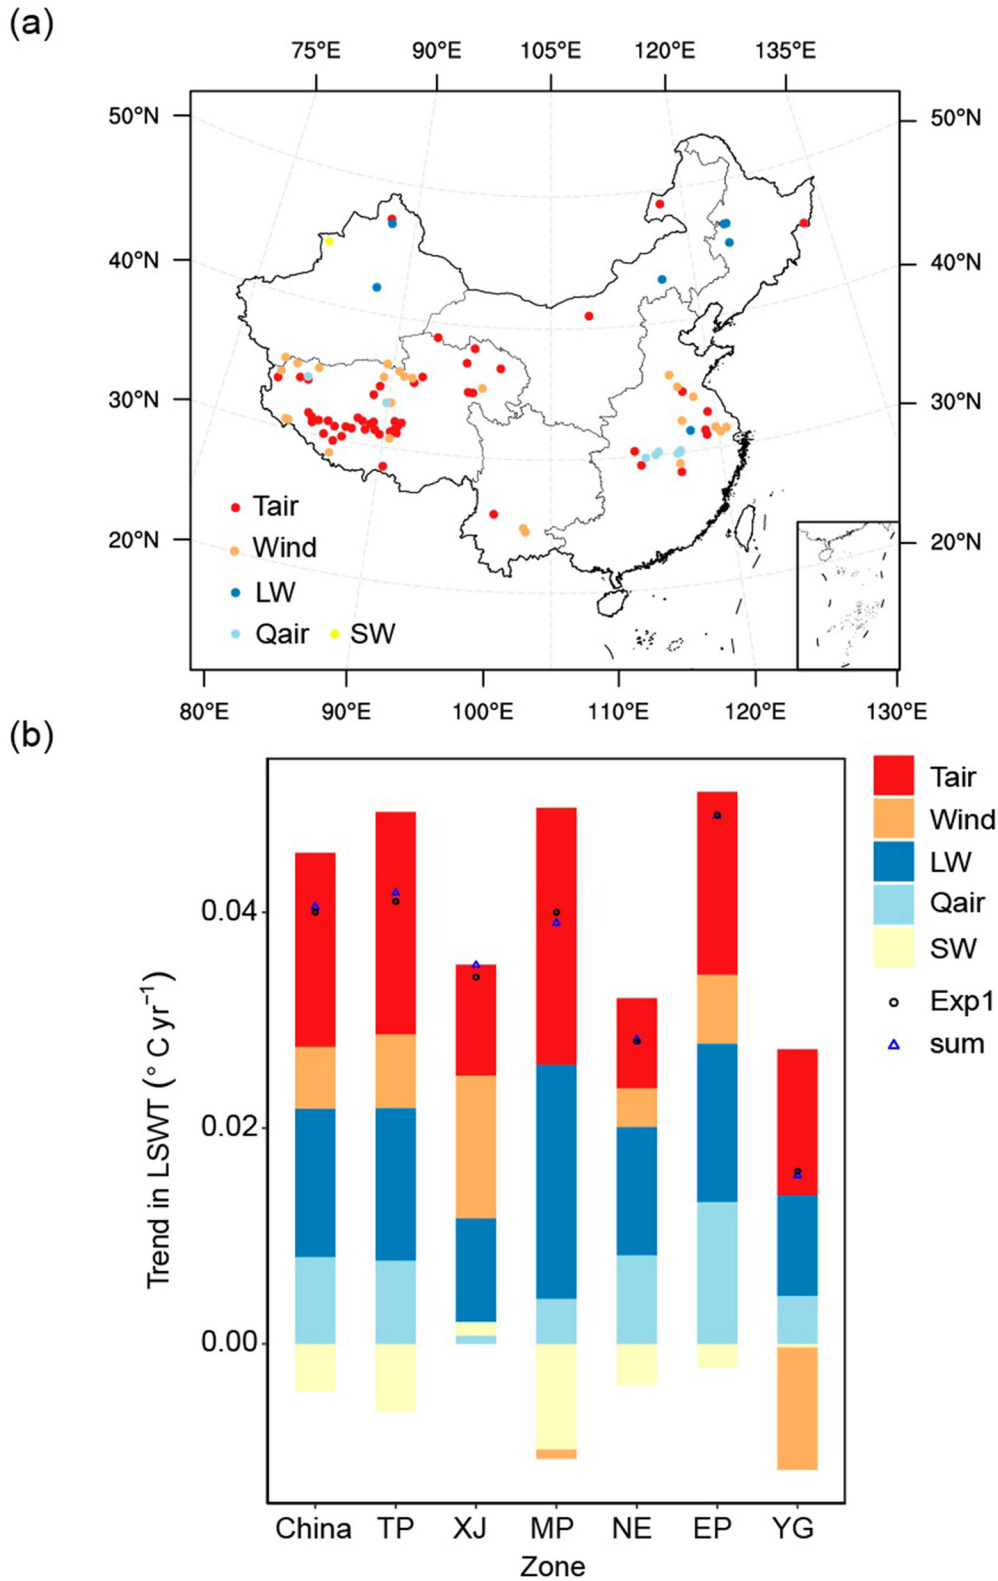 (a)
75°E 90°E 105°E 120°E 135°E
50°N 50°N
40°N 40°N
30°N 30°N
20°N 20°N
Tair
Wind
LW
Qair SW
80°E 90°E 100°E 110°E 120°E 130°E
(b)
Tair
Wind
LW
Qair
SW
Exp1
sum
Trend in LSWT (° C yr⁻¹)
0.04
0.02
0.00
China TP XJ MP NE EP YG
Zone